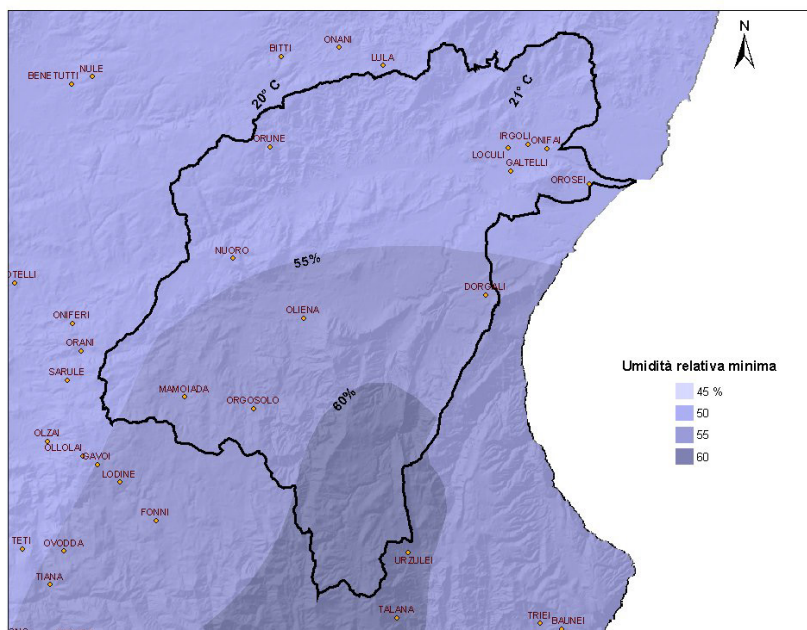 N
ONANI
BITTI
LULA
NULE
BENETUTTI
20° C
21° C
ORUNE
IRGOLI
ONIFAI
LOCULI
GALTELLI
OROSEI
NUORO
55%
OTELLI
DORGALI
OLIENA
ONIFERI
ORANI
SARULE
MAMOIADA
ORGOSOLO
60%
Umidità relativa minima
45 %
50
55
60
OLZAI
OLLOLAI
GAVOI
LODINE
FONNI
TETI
OVODDA
URZULEI
TIANA
TALANA
TRIEI
BAUNEI